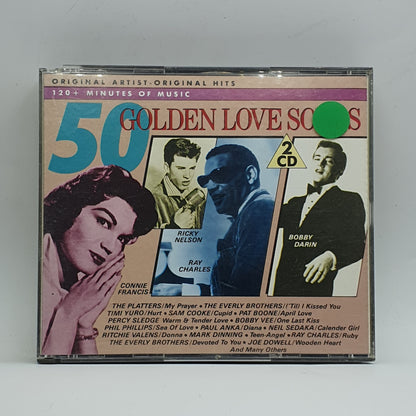 ORIGINAL ARTIST-ORIGINAL HITS
120+ MINUTES OF MUSIC
50
GOLDEN LOVE
2
CD
RICKY
NELSON
BOBBY
DARIN
RAY
CHARLES
CONNIE
FRANCIS
THE PLATTERS/My Prayer • THE EVERLY BROTHERS/I'Till I Kissed You
TIMI YURO/Hurt • SAM COOKE/Cupid • PAT BOONE/April Love
PERCY SLEDGE Warm & Tender Love • BOBBY VEE/One Last Kiss
PHIL PHILLIPS/Sea Of Love • PAUL ANKA/Diana • NEIL SEDAKA/Calender Girl
RITCHIE VALENS/Donna • MARK DINNING • Teen-Angel • RAY CHARLES/Ruby
THE EVERLY BROTHERS/Devoted To You • JOE DOWELL/Wooden Heart
And Many Others